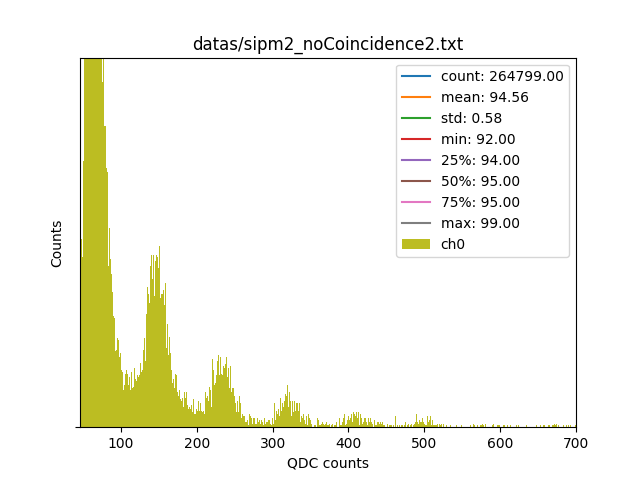 datas/sipm2_noCoincidence2.txt
count: 264799.00
mean: 94.56
std: 0.58
min: 92.00
25%: 94.00
50%: 95.00
75%: 95.00
max: 99.00
ch0
Counts
100 200 300 400 500 600 700
QDC counts